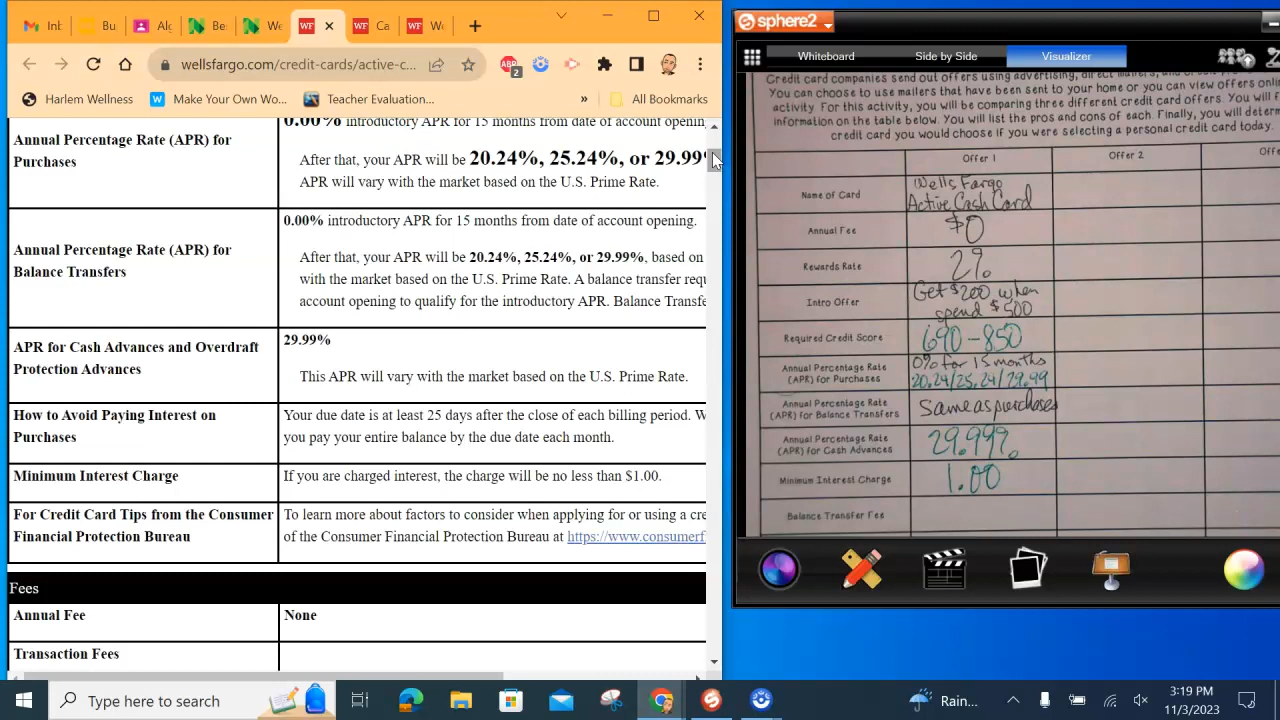 Inb
Bu
Alg
Be
We
WF
WF Ca
WF We
wellsfargo.com/credit-cards/active-c...
ABP
2
Harlem Wellness
W Make Your Own Wo...
Teacher Evaluation...
»
All Bookmarks
Annual Percentage Rate (APR) for
Purchases
0.00% introductory APR for 15 months from date of account openin
After that, your APR will be 20.24%, 25.24%, or 29.99%
APR will vary with the market based on the U.S. Prime Rate.
Annual Percentage Rate (APR) for
Balance Transfers
0.00% introductory APR for 15 months from date of account opening.
After that, your APR will be 20.24%, 25.24%, or 29.99%, based on
with the market based on the U.S. Prime Rate. A balance transfer requ
account opening to qualify for the introductory APR. Balance Transfe
APR for Cash Advances and Overdraft
Protection Advances
29.99%
This APR will vary with the market based on the U.S. Prime Rate.
How to Avoid Paying Interest on
Purchases
Your due date is at least 25 days after the close of each billing period. W
you pay your entire balance by the due date each month.
Minimum Interest Charge
If you are charged interest, the charge will be no less than $1.00.
For Credit Card Tips from the Consumer
Financial Protection Bureau
To learn more about factors to consider when applying for or using a cre
of the Consumer Financial Protection Bureau at https://www.consumerf
Fees
Annual Fee
None
Transaction Fees
sphere2
Whiteboard
Side by Side
Visualizer
Credit card companies send out offers using advertising, direct mailers, and
You can choose to use mailers that have been sent to your home or you can view offers onli
activity. For this activity, you will be comparing three different credit card offers. You will f
information on the table below. You will list the pros and cons of each. Finally, you will determ
credit card you would choose if you were selecting a personal credit card today.
Offer 1
Offer 2
Offe
Name of Card
Wells Fargo
Active Cash Card
Annual Fee
$0
Rewards Rate
2%
Intro Offer
Get $200 when
spend $500
Required Credit Score
690-850
Annual Percentage Rate
(APR) for Purchases
0% for 15 months
20.24/25.24/29.99
Annual Percentage Rate
(APR) for Balance Transfers
Same as purchases
Annual Percentage Rate
(APR) for Cash Advances
29.99%
Minimum Interest Charge
1.00
Balance Transfer Fee
Type here to search
Rain...
3:19 PM
11/3/2023